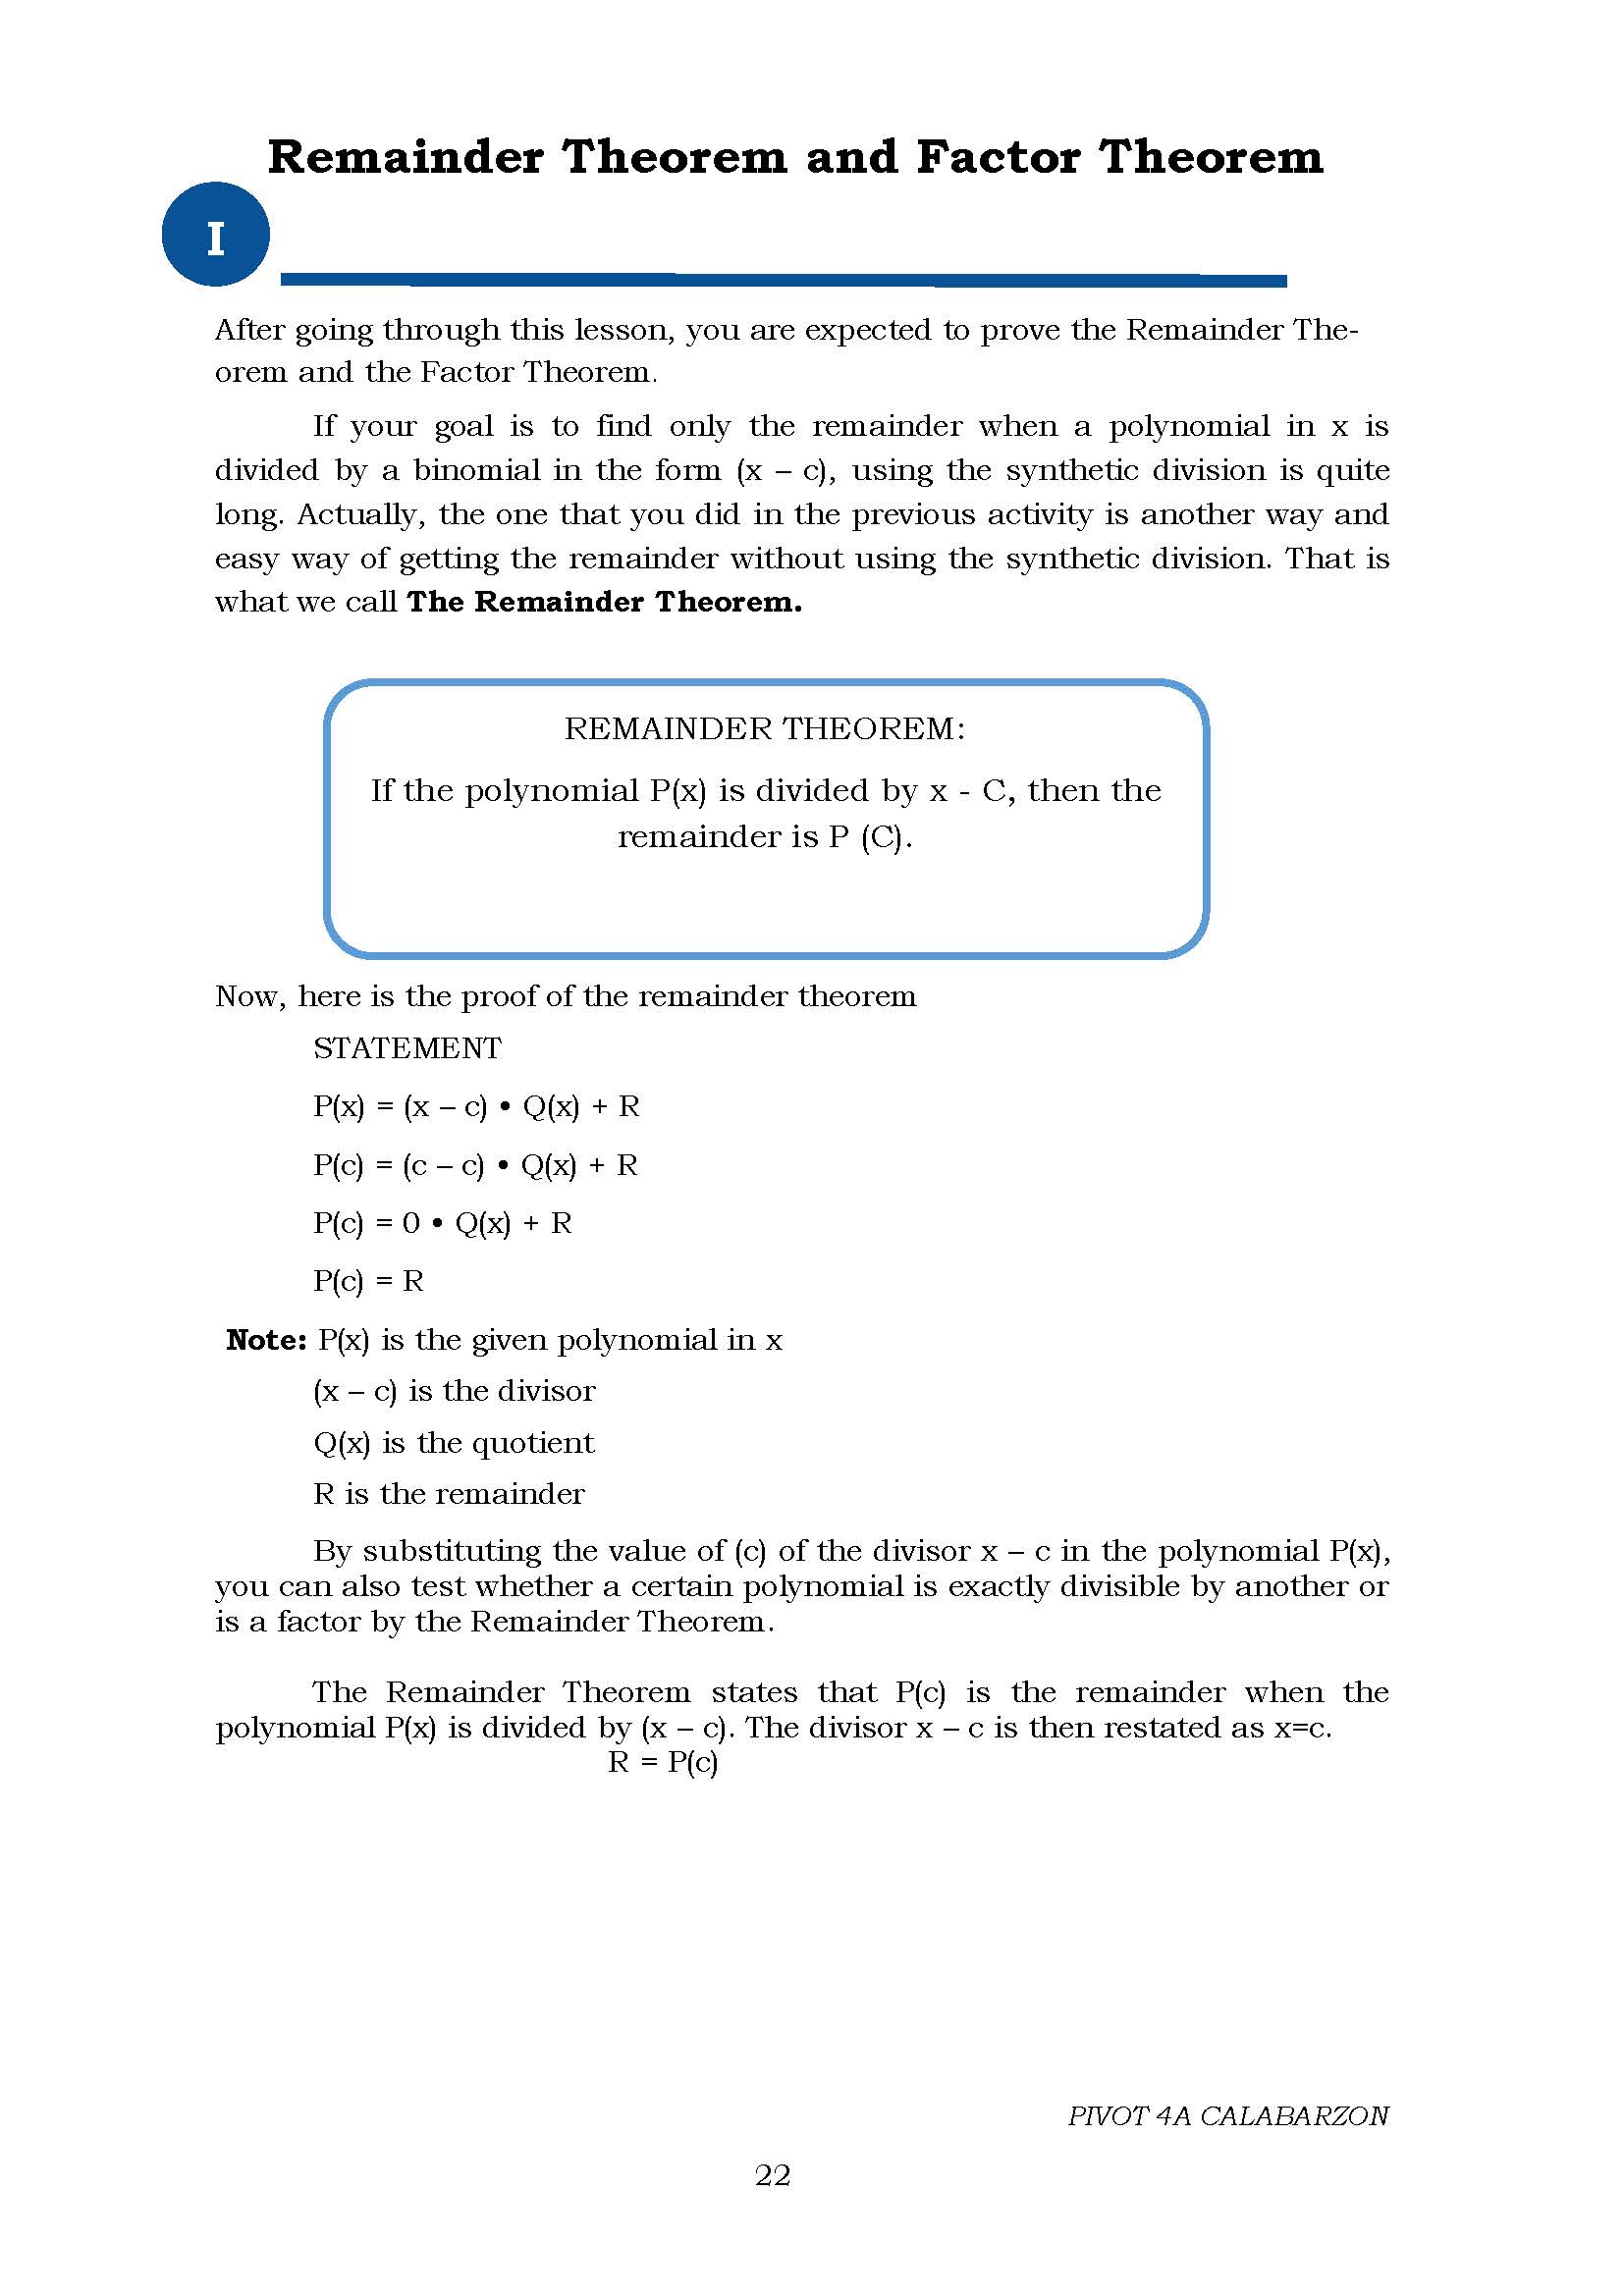 Remainder Theorem and Factor Theorem
I
After going through this lesson, you are expected to prove the Remainder The-
orem and the Factor Theorem.
If your goal is to find only the remainder when a polynomial in x is
divided by a binomial in the form (x – c), using the synthetic division is quite
long. Actually, the one that you did in the previous activity is another way and
easy way of getting the remainder without using the synthetic division. That is
what we call The Remainder Theorem.
REMAINDER THEOREM:
If the polynomial P(x) is divided by x - C, then the
remainder is P (C).
Now, here is the proof of the remainder theorem
STATEMENT
P(x) = (x – c) • Q(x) + R
P(c) = (c – c) • Q(x) + R
P(c) = 0 • Q(x) + R
P(c) = R
Note: P(x) is the given polynomial in x
(x – c) is the divisor
Q(x) is the quotient
R is the remainder
By substituting the value of (c) of the divisor x – c in the polynomial P(x),
you can also test whether a certain polynomial is exactly divisible by another or
is a factor by the Remainder Theorem.
The Remainder Theorem states that P(c) is the remainder when the
polynomial P(x) is divided by (x – c). The divisor x – c is then restated as x=c.
R = P(c)
PIVOT 4A CALABARZON
22